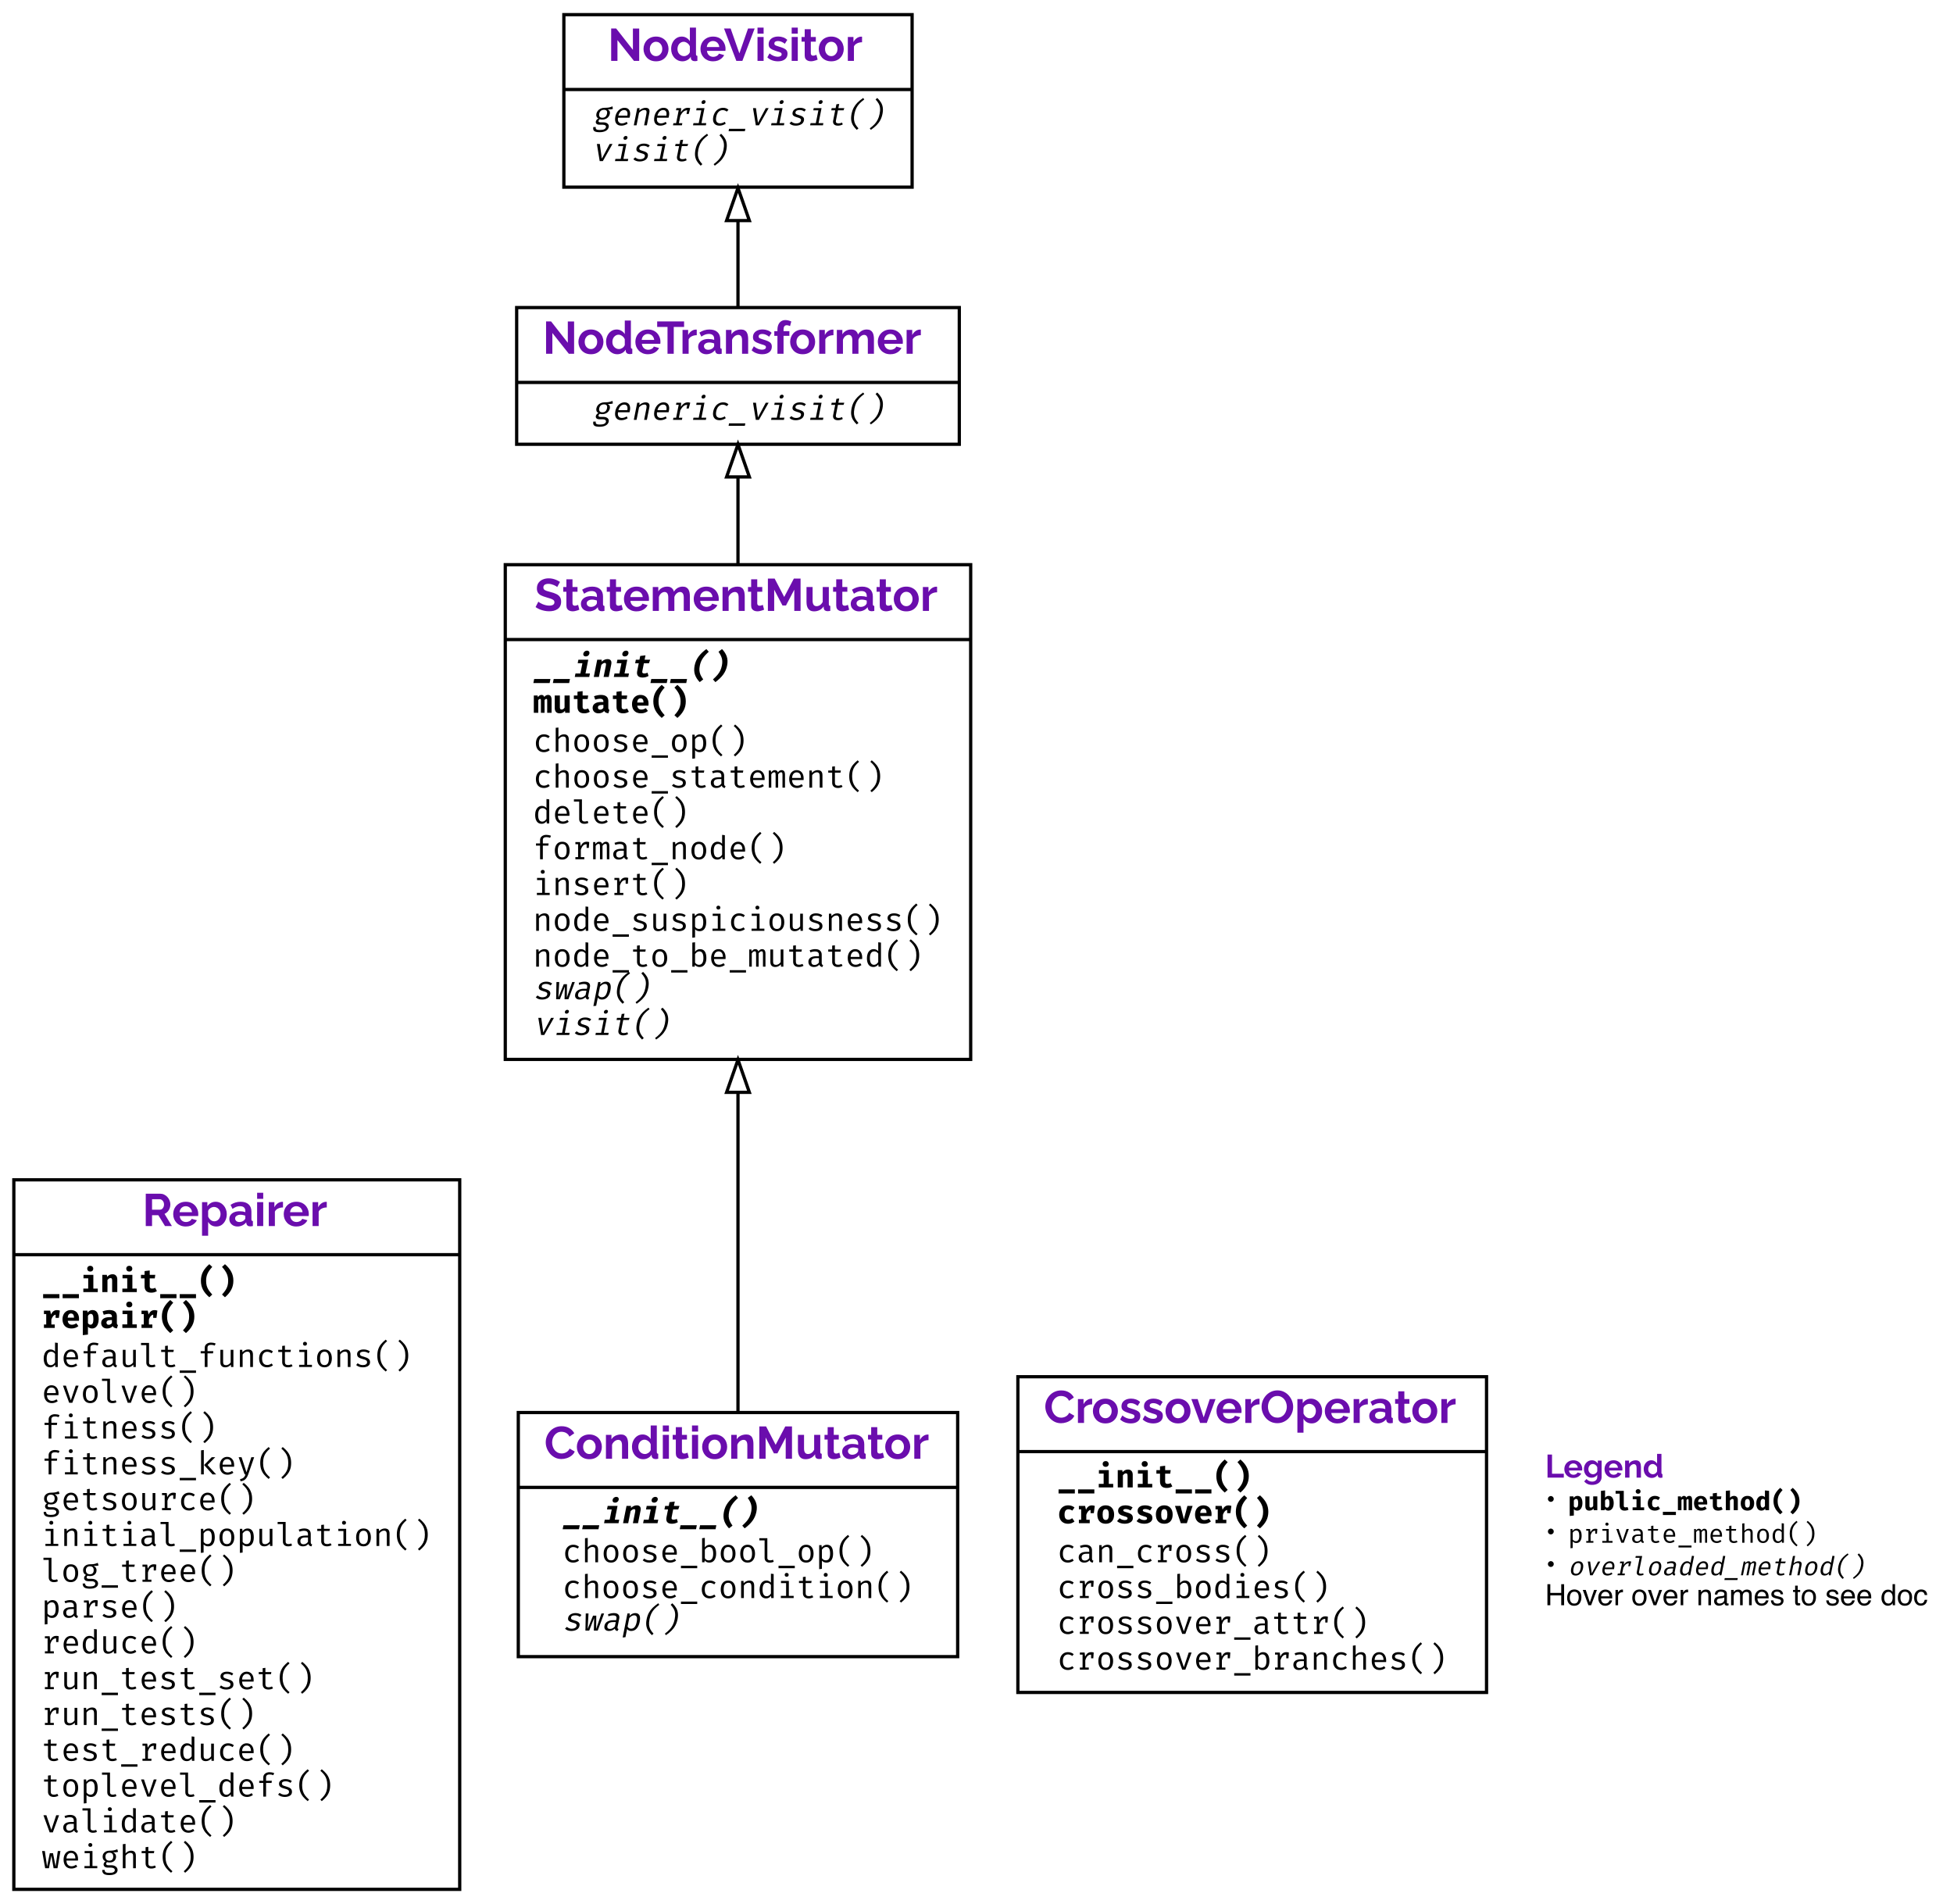 NodeVisitor
generic_visit()
visit()
NodeTransformer
generic_visit()
StatementMutator
__init__()
mutate()
choose_op()
choose_statement()
delete()
format_node()
insert()
node_suspiciousness()
node_to_be_mutated()
swap()
visit()
Repairer
__init__()
repair()
default_functions()
evolve()
fitness()
fitness_key()
getsource()
initial_population()
log_tree()
parse()
reduce()
run_test_set()
run_tests()
test_reduce()
toplevel_defs()
validate()
weight()
ConditionMutator
__init__()
choose_bool_op()
choose_condition()
swap()
CrossoverOperator
__init__()
crossover()
can_cross()
cross_bodies()
crossover_attr()
crossover_branches()
Legend
• public_method()
• private_method()
• overloaded_method()
Hover over names to see doc